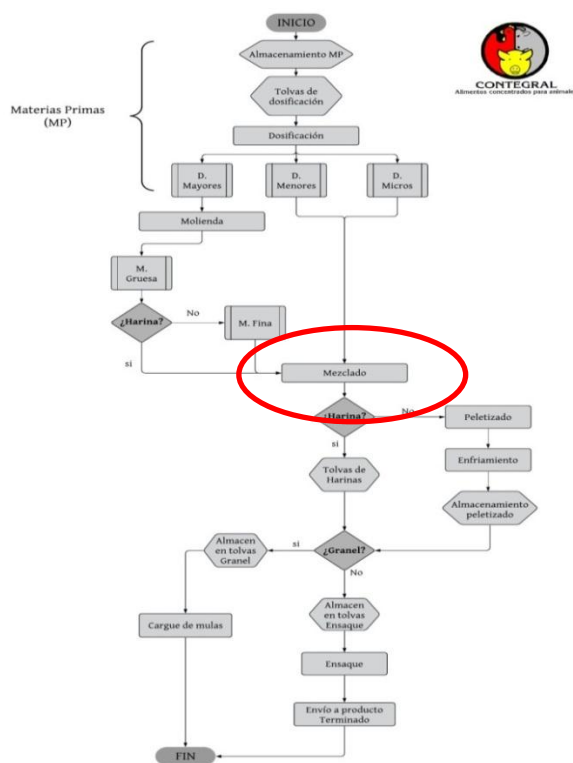 INICIO
Almacenamiento MP
CONTEGRAL
Alimentos concentrados para animale
Tolvas de
dosificación
Materias Primas
(MP)
Dosificación
D.
Mayores
D.
Menores
D.
Micros
Molienda
M.
Gruesa
¿Harina?
No
M. Fina
si
Mezclado
¿Harina?
No
Peletizado
si
Enfriamiento
Tolvas de
Harinas
Almacenamiento
peletizado
Almacen
en tolvas
Granel
si
¿Granel?
No
Almacen
en tolvas
Ensaque
Cargue de mulas
Ensaque
Envío a producto
Terminado
FIN